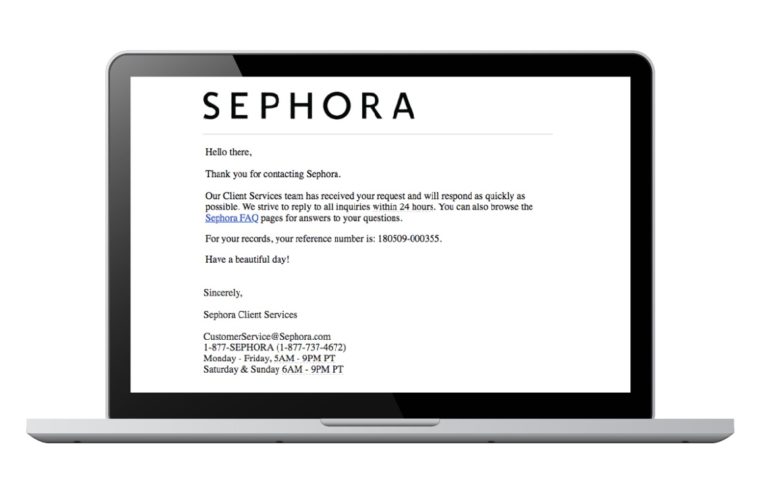 SEPHORA
Hello there,
Thank you for contacting Sephora.
Our Client Services team has received your request and will respond as quickly as
possible. We strive to reply to all inquiries within 24 hours. You can also browse the
Sephora FAQ pages for answers to your questions.
For your records, your reference number is: 180509-000355.
Have a beautiful day!
Sincerely,
Sephora Client Services
CustomerService@Sephora.com
1-877-SEPHORA (1-877-737-4672)
Monday - Friday, 5AM - 9PM PT
Saturday & Sunday 6AM - 9PM PT